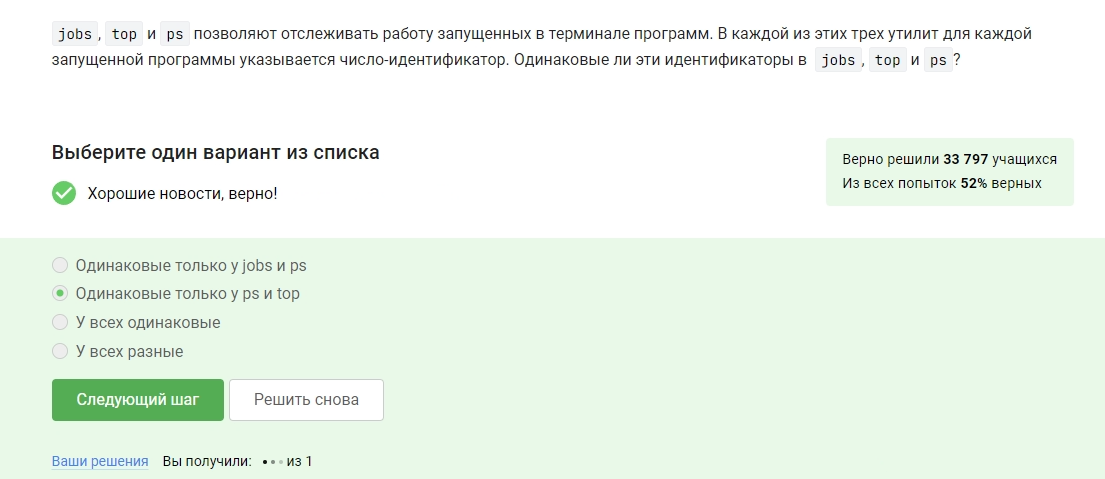 jobs, top и ps позволяют отслеживать работу запущенных в терминале программ. В каждой из этих трех утилит для каждой
запущенной программы указывается число-идентификатор. Одинаковые ли эти идентификаторы в jobs, top и ps?
Выберите один вариант из списка
Хорошие новости, верно!
Верно решили 33 797 учащихся
Из всех попыток 52% верных
Одинаковые только у jobs и ps
Одинаковые только у ps и top
У всех одинаковые
У всех разные
Следующий шаг
Решить снова
Ваши решения Вы получили: из 1